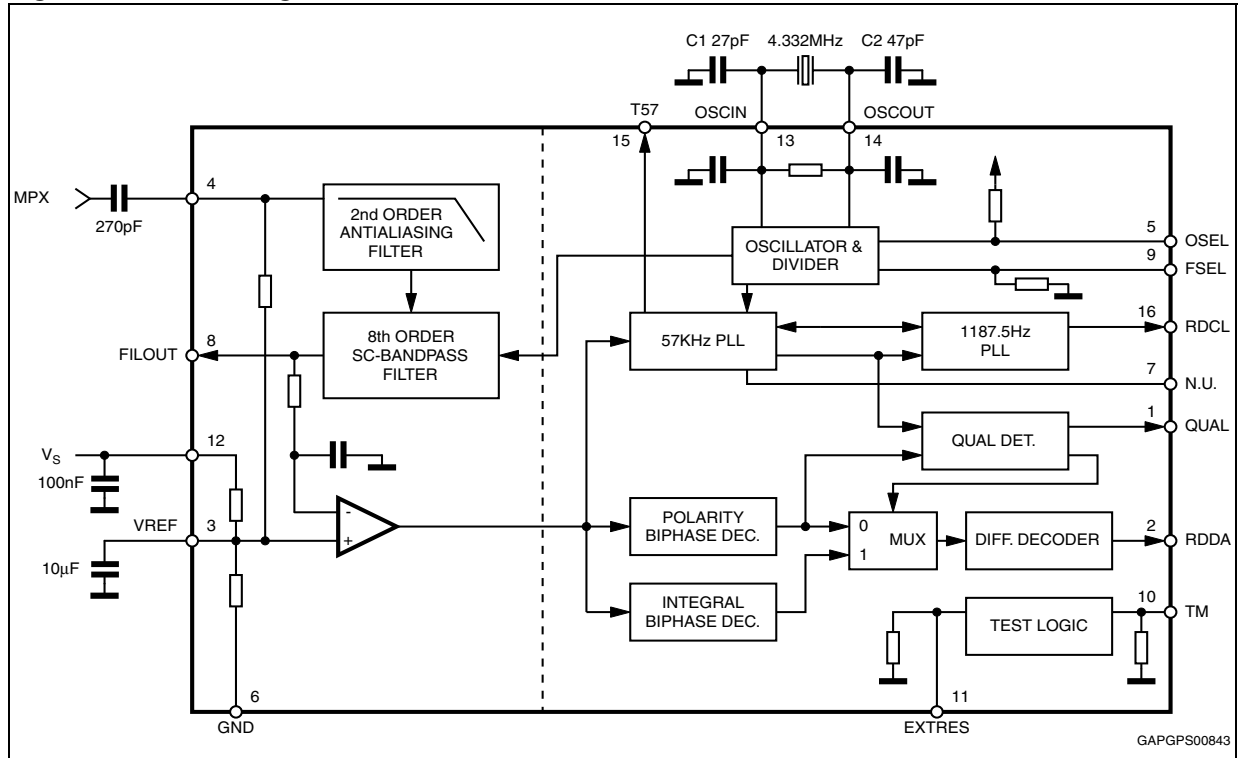 C1 27pF 4.332MHz C2 47pF
T57 OSCIN OSCOUT
15 13 14
MPX
270pF
4
2nd ORDER
ANTIALIASING
FILTER
OSCILLATOR &
DIVIDER
5 OSEL
9 FSEL
FILOUT
8
8th ORDER
SC-BANDPASS
FILTER
57KHz PLL
1187.5Hz
PLL
16 RDCL
7 N.U.
1 QUAL
QUAL DET.
VS
12
100nF
VREF
3
10μF
-
+
POLARITY
BIPHASE DEC.
0
1
MUX
DIFF. DECODER
2 RDDA
INTEGRAL
BIPHASE DEC.
TEST LOGIC
10 TM
6
GND
11
EXTRES
GAPGPS00843